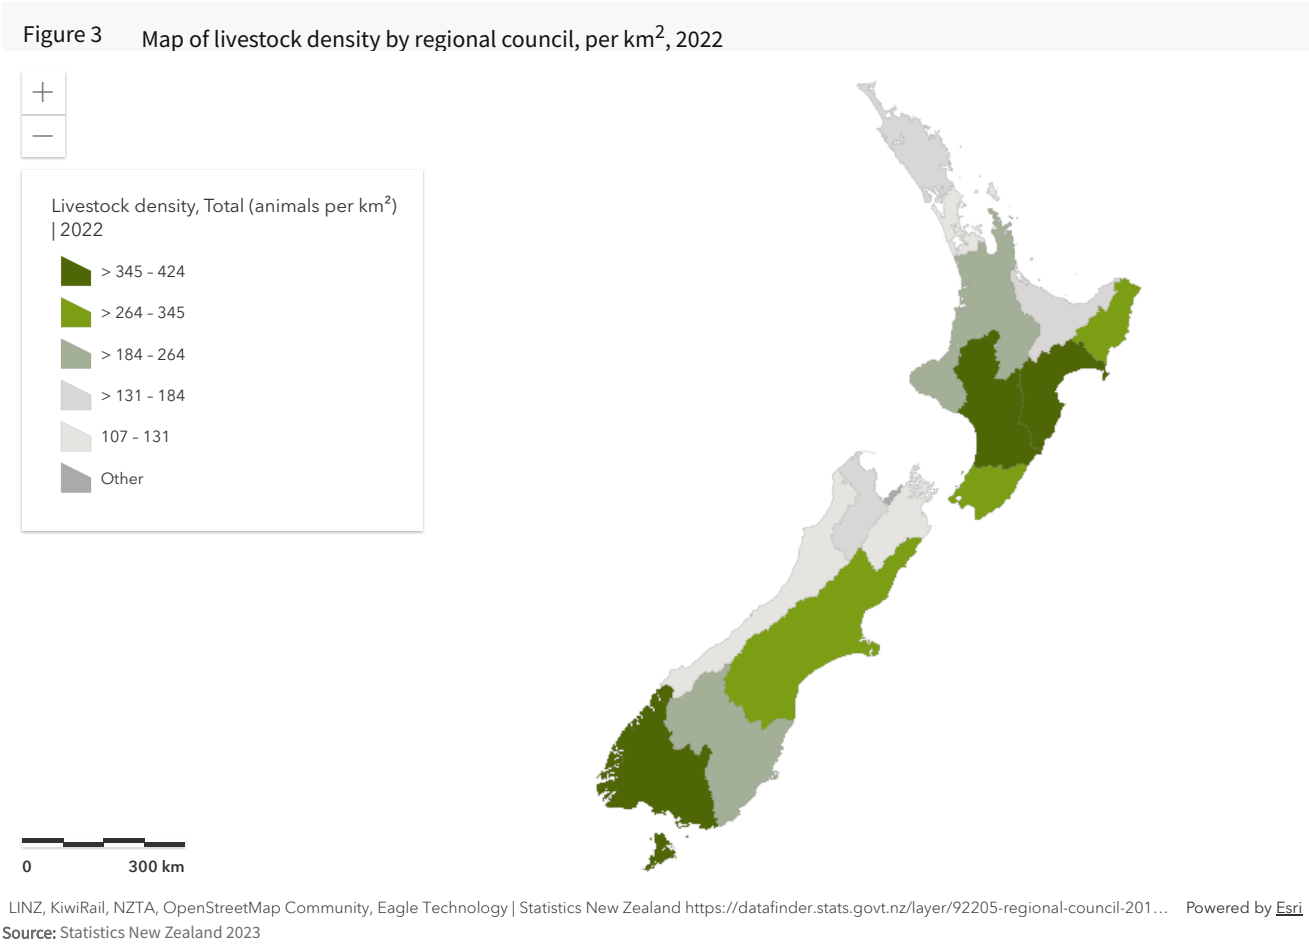 Figure 3 Map of livestock density by regional council, per km², 2022
+
−
Livestock density, Total (animals per km²)
| 2022
> 345 – 424
> 264 – 345
> 184 – 264
> 131 – 184
107 – 131
Other
0 300 km
LINZ, KiwiRail, NZTA, OpenStreetMap Community, Eagle Technology | Statistics New Zealand https://datafinder.stats.govt.nz/layer/92205-regional-council-201… Powered by Esri
Source: Statistics New Zealand 2023